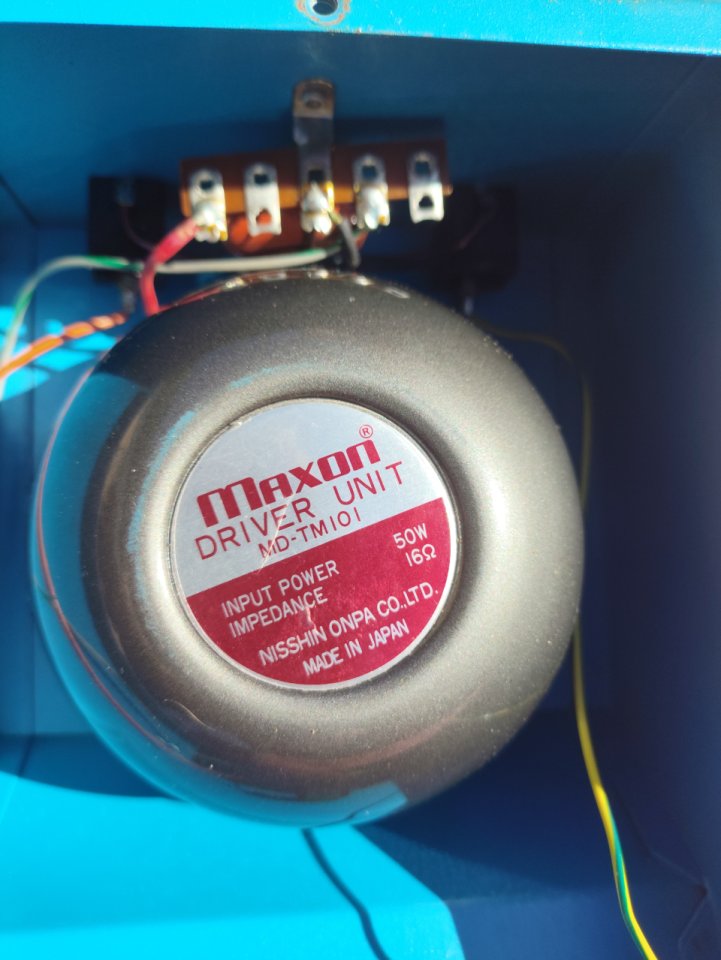 maxon®
DRIVER UNIT
MD-TM101
INPUT POWER 50W
IMPEDANCE 16Ω
NISSHIN ONPA CO.,LTD.
MADE IN JAPAN